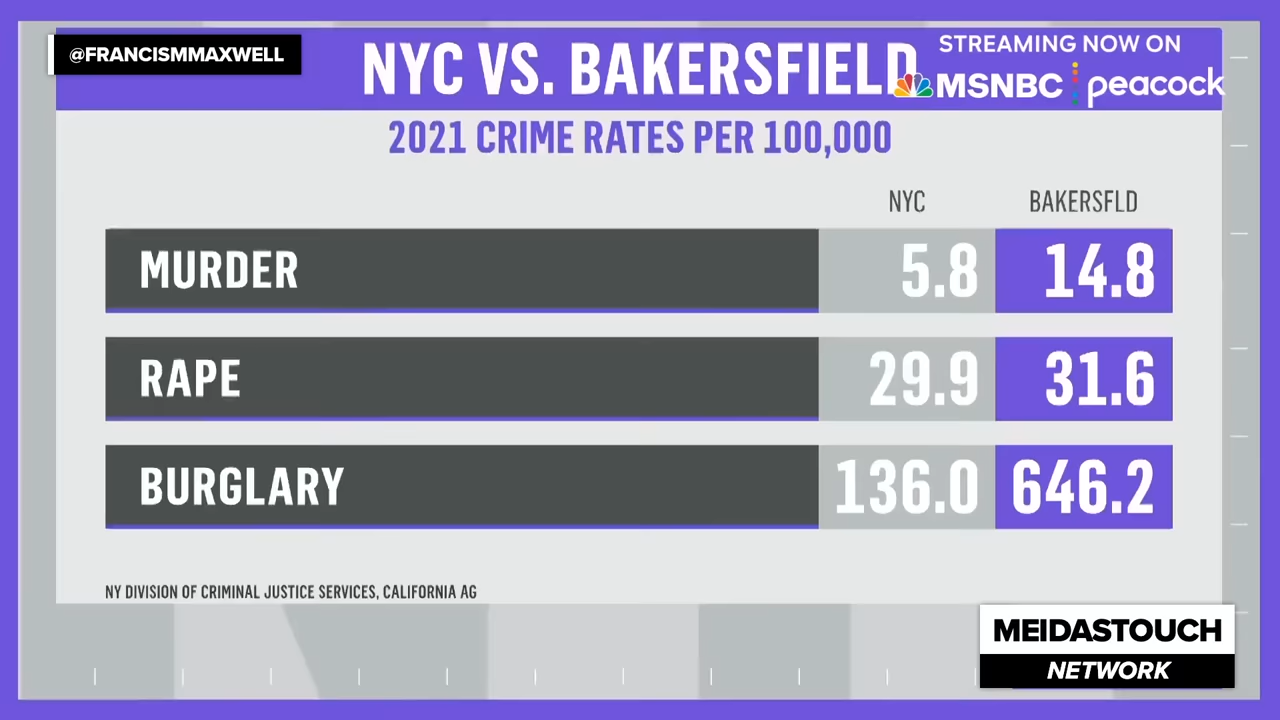 @FRANCISMMAXWELL
NYC VS. BAKERSFIELD
STREAMING NOW ON
MSNBC peacock
2021 CRIME RATES PER 100,000
NYC BAKERSFLD
MURDER 5.8 14.8
RAPE 29.9 31.6
BURGLARY 136.0 646.2
NY DIVISION OF CRIMINAL JUSTICE SERVICES, CALIFORNIA AG
MEIDASTOUCH
NETWORK